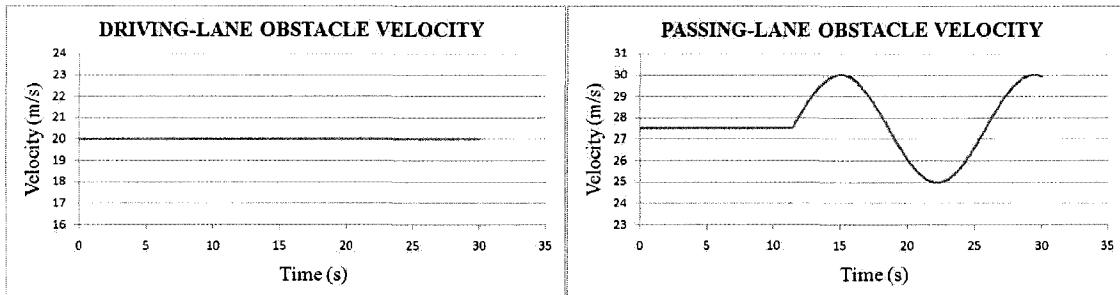 DRIVING-LANE OBSTACLE VELOCITY
Velocity (m/s)
24
23
22
21
20
19
18
17
16
0 5 10 15 20 25 30 35
Time (s)
PASSING-LANE OBSTACLE VELOCITY
Velocity (m/s)
31
30
29
28
27
26
25
24
23
0 5 10 15 20 25 30 35
Time (s)